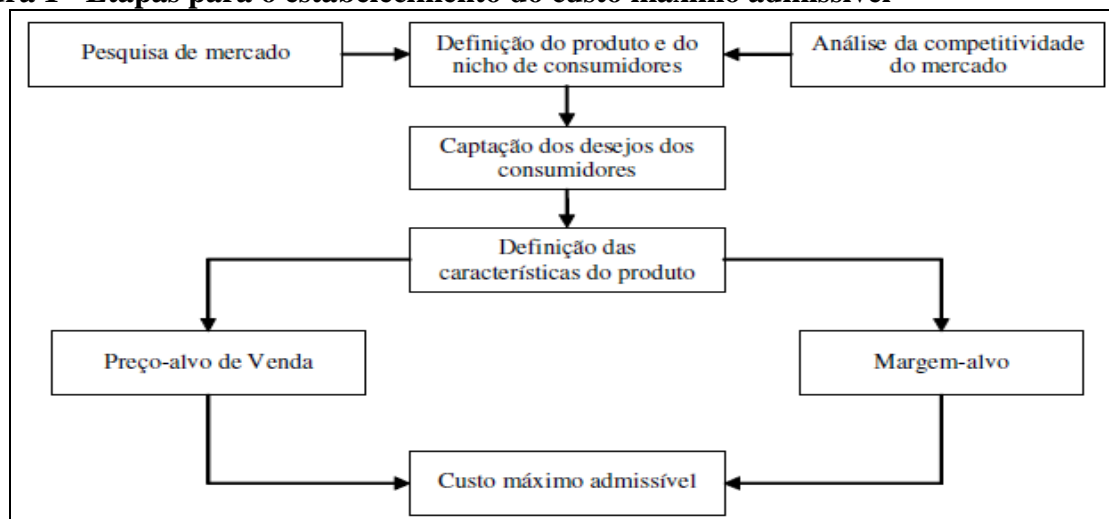 ra 1 - Etapas para o estabelecimento do custo máximo admissível
Pesquisa de mercado
Definição do produto e do
nicho de consumidores
Análise da competitividade
do mercado
Captação dos desejos dos
consumidores
Definição das
características do produto
Preço-alvo de Venda
Margem-alvo
Custo máximo admissível